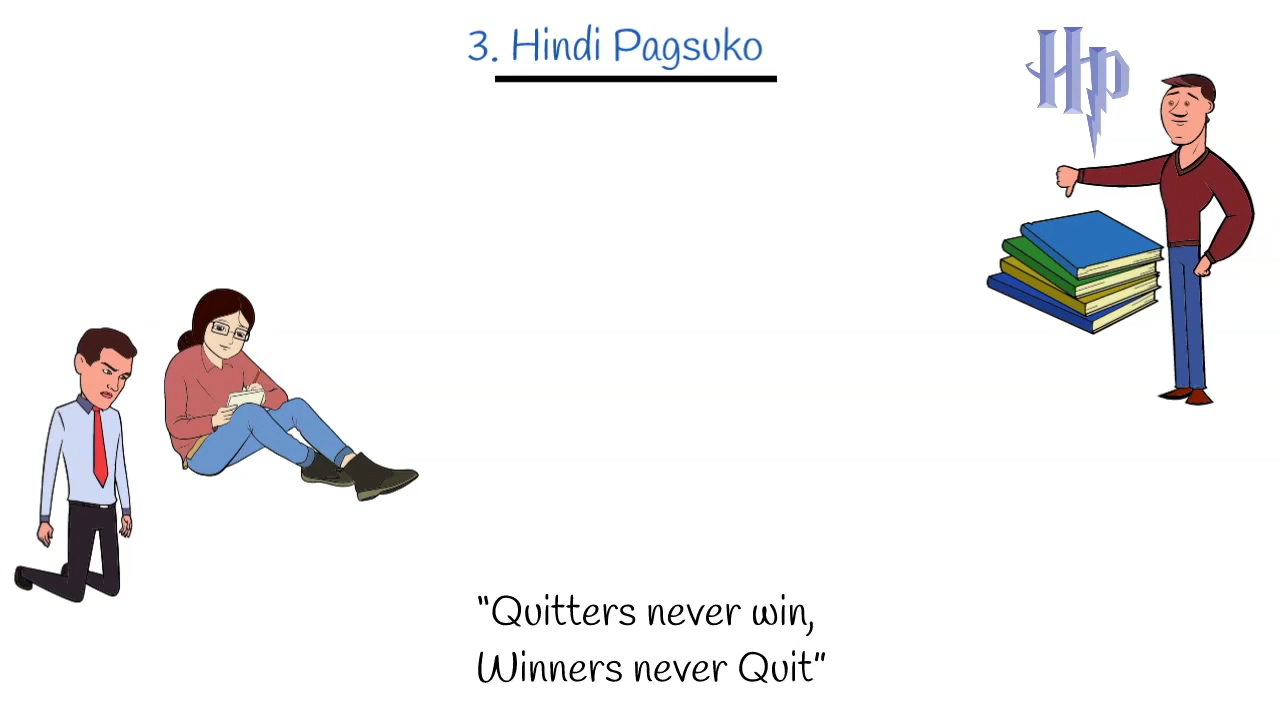 3. Hindi Pagsuko
Hp
"Quitters never win,
Winners never Quit"